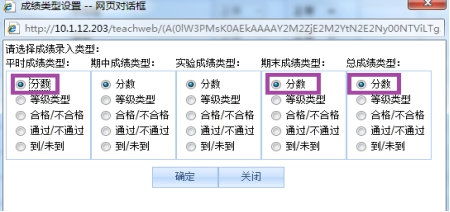 成绩类型设置 -- 网页对话框
http://10.1.12.203/teachweb/(A(0lW3PMsK0AEkAAAAY2M2ZjE2M2YtN2E2Ny00NTViLTg
请选择成绩录入类型：
平时成绩类型: 期中成绩类型: 实验成绩类型: 期末成绩类型: 总成绩类型:
分数 分数 分数 分数 分数
等级类型 等级类型 等级类型 等级类型 等级类型
合格/不合格 合格/不合格 合格/不合格 合格/不合格 合格/不合格
通过/不通过 通过/不通过 通过/不通过 通过/不通过 通过/不通过
到/未到 到/未到 到/未到 到/未到 到/未到
确定 关闭